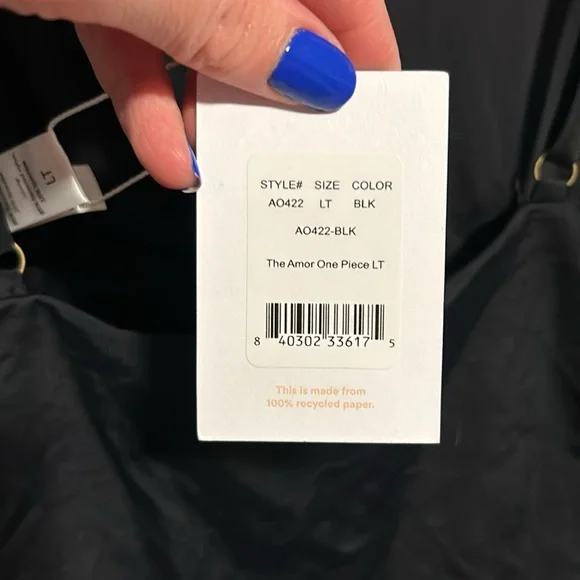 STYLE# SIZE COLOR
AO422 LT BLK
AO422-BLK
The Amor One Piece LT
8 40302 33617 5
This is made from
100% recycled paper.
LT